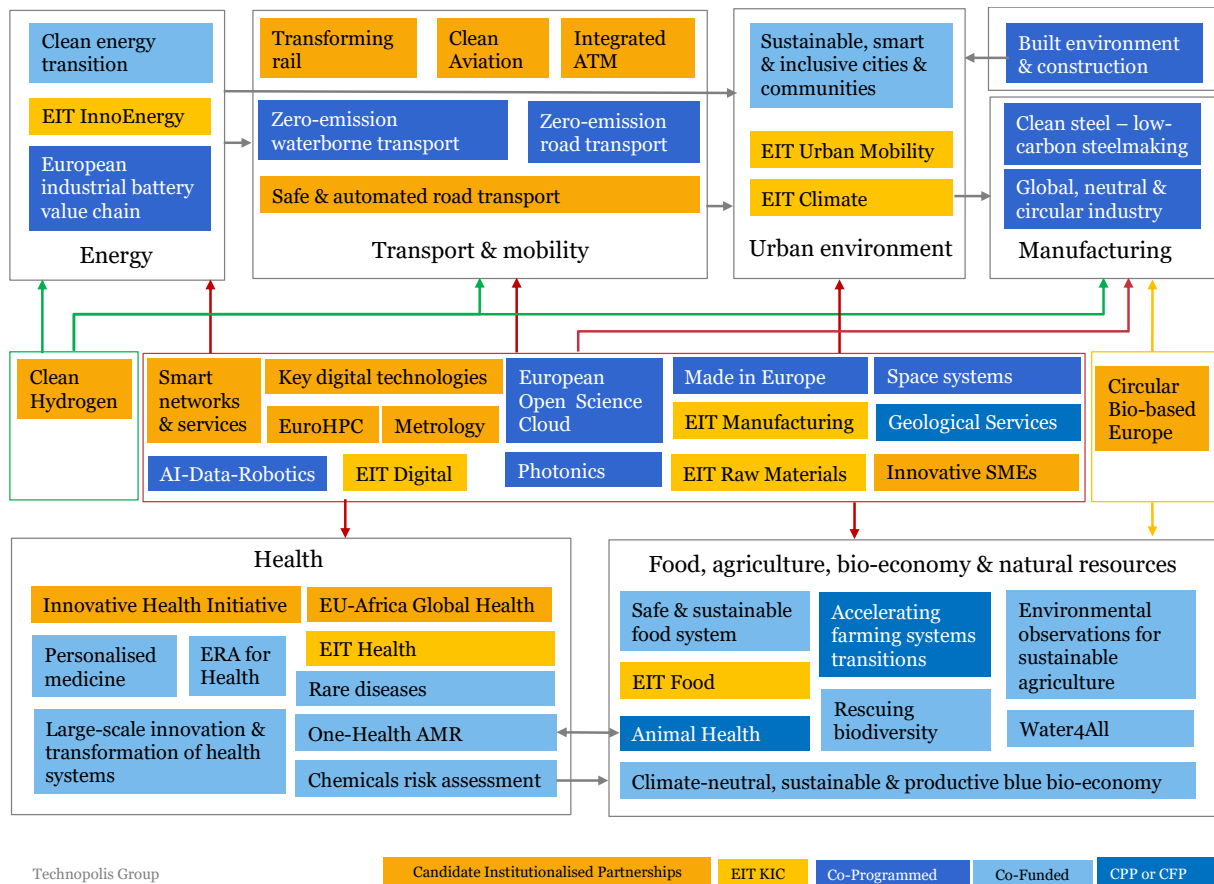 Clean energy
transition
EIT InnoEnergy
European
industrial battery
value chain
Energy
Transforming
rail
Clean
Aviation
Integrated
ATM
Zero-emission
waterborne transport
Zero-emission
road transport
Safe & automated road transport
Transport & mobility
Sustainable, smart
& inclusive cities &
communities
EIT Urban Mobility
EIT Climate
Urban environment
Built environment
& construction
Clean steel – low-
carbon steelmaking
Global, neutral &
circular industry
Manufacturing
Clean
Hydrogen
Smart
networks
& services
Key digital technologies
EuroHPC
Metrology
AI-Data-Robotics
EIT Digital
European
Open Science
Cloud
Photonics
Made in Europe
EIT Manufacturing
EIT Raw Materials
Space systems
Geological Services
Innovative SMEs
Circular
Bio-based
Europe
Health
Innovative Health Initiative
EU-Africa Global Health
Personalised
medicine
ERA for
Health
EIT Health
Rare diseases
Large-scale innovation &
transformation of health
systems
One-Health AMR
Chemicals risk assessment
Food, agriculture, bio-economy & natural resources
Safe & sustainable
food system
Accelerating
farming systems
transitions
Environmental
observations for
sustainable
agriculture
EIT Food
Animal Health
Rescuing
biodiversity
Water4All
Climate-neutral, sustainable & productive blue bio-economy
Technopolis Group
Candidate Institutionalised Partnerships
EIT KIC
Co-Programmed
Co-Funded
CPP or CFP